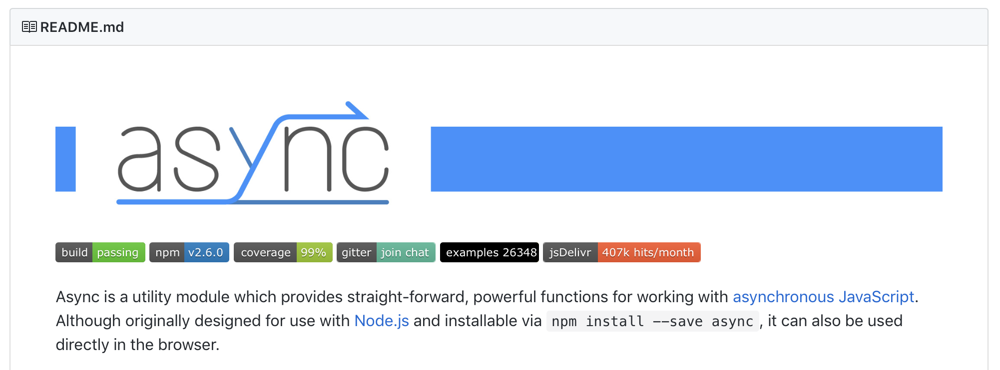 README.md
async
build passing npm v2.6.0 coverage 99% gitter join chat examples 26348 jsDelivr 407k hits/month
Async is a utility module which provides straight-forward, powerful functions for working with asynchronous JavaScript.
Although originally designed for use with Node.js and installable via npm install --save async, it can also be used
directly in the browser.